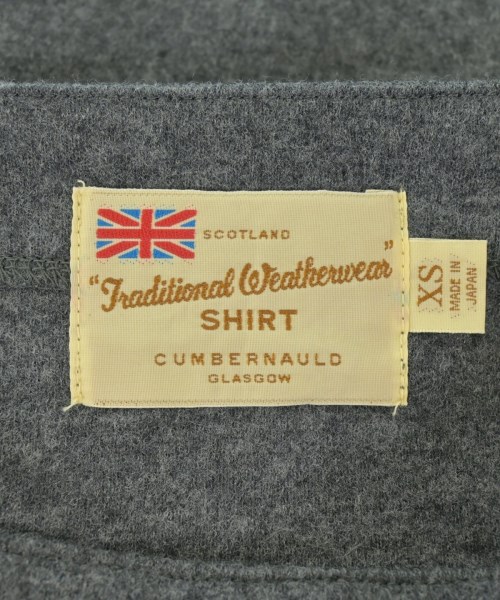 SCOTLAND
"Traditional Weatherwear"
SHIRT
CUMBERNAULD
GLASGOW
XS
MADE IN
JAPAN